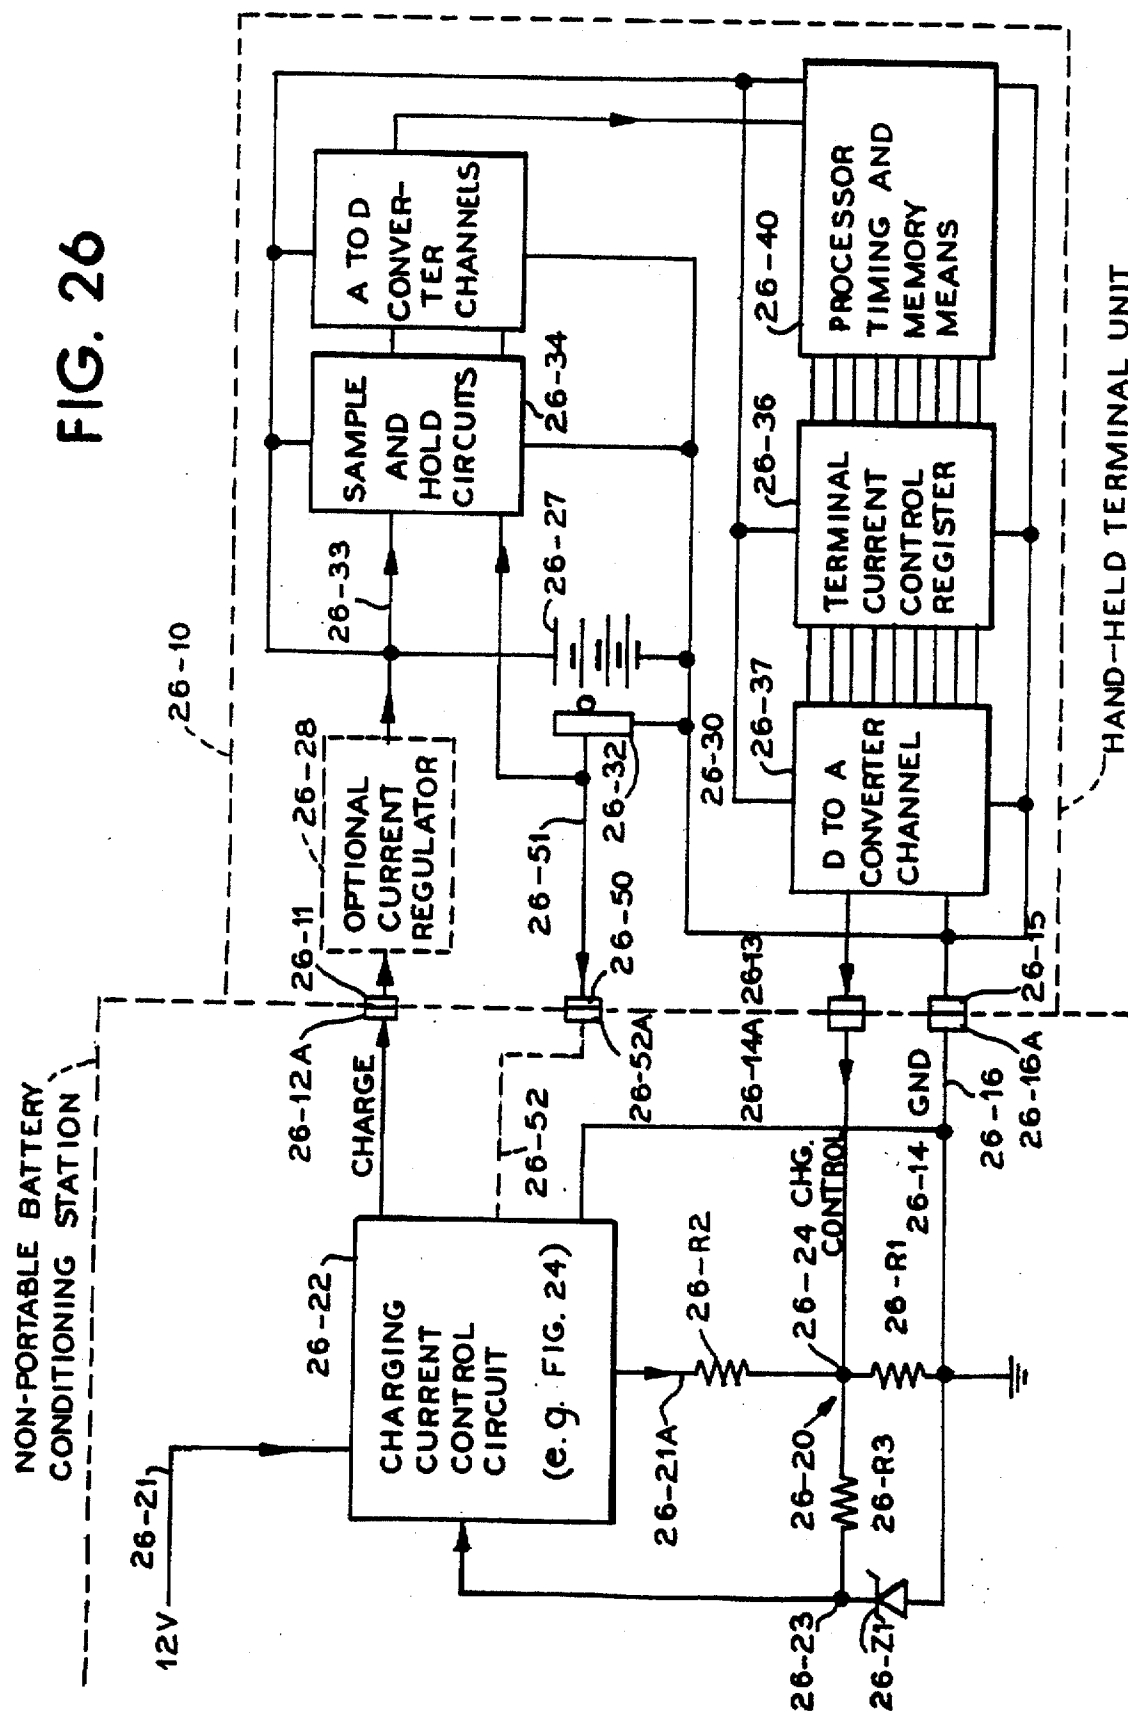 FIG. 26
NON-PORTABLE BATTERY
CONDITIONING STATION
12V
26-21
26-22
CHARGING
CURRENT
CONTROL
CIRCUIT
(e.g. FIG. 24)
CHARGE
26-12A
26-11
26-28
OPTIONAL
CURRENT
REGULATOR
26-10
26-33
SAMPLE
AND
HOLD
CIRCUITS
26-34
A TO D
CONVER-
TER
CHANNELS
26-27
26-32
26-30
26-51
26-50
26-52A
26-52
26-21A
26-R2
26-20
26-24 CHG.
CONTROL
26-14A
26-13
26-R3
26-R1
26-14
GND
26-16
26-16A
26-15
26-23
26-Z1
26-37
D TO A
CONVERTER
CHANNEL
26-36
TERMINAL
CURRENT
CONTROL
REGISTER
26-40
PROCESSOR
TIMING AND
MEMORY
MEANS
HAND-HELD TERMINAL UNIT